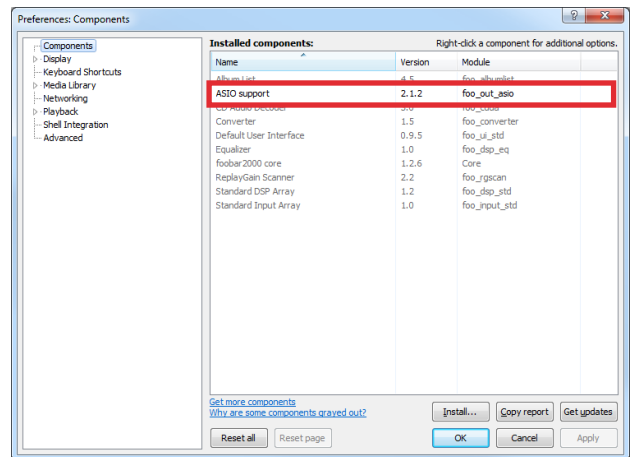 Preferences: Components
Components
Display
Keyboard Shortcuts
Media Library
Networking
Playback
Shell Integration
Advanced
Installed components: Right-click a component for additional options.
Name Version Module
Album List 4.5 foo_albumlist
ASIO support 2.1.2 foo_out_asio
CD Audio Decoder 3.0 foo_cdda
Converter 1.5 foo_converter
Default User Interface 0.9.5 foo_ui_std
Equalizer 1.0 foo_dsp_eq
foobar2000 core 1.2.6 Core
ReplayGain Scanner 2.2 foo_rgscan
Standard DSP Array 1.2 foo_dsp_std
Standard Input Array 1.0 foo_input_std
Get more components
Why are some components grayed out?
Install... Copy report Get updates
Reset all Reset page OK Cancel Apply